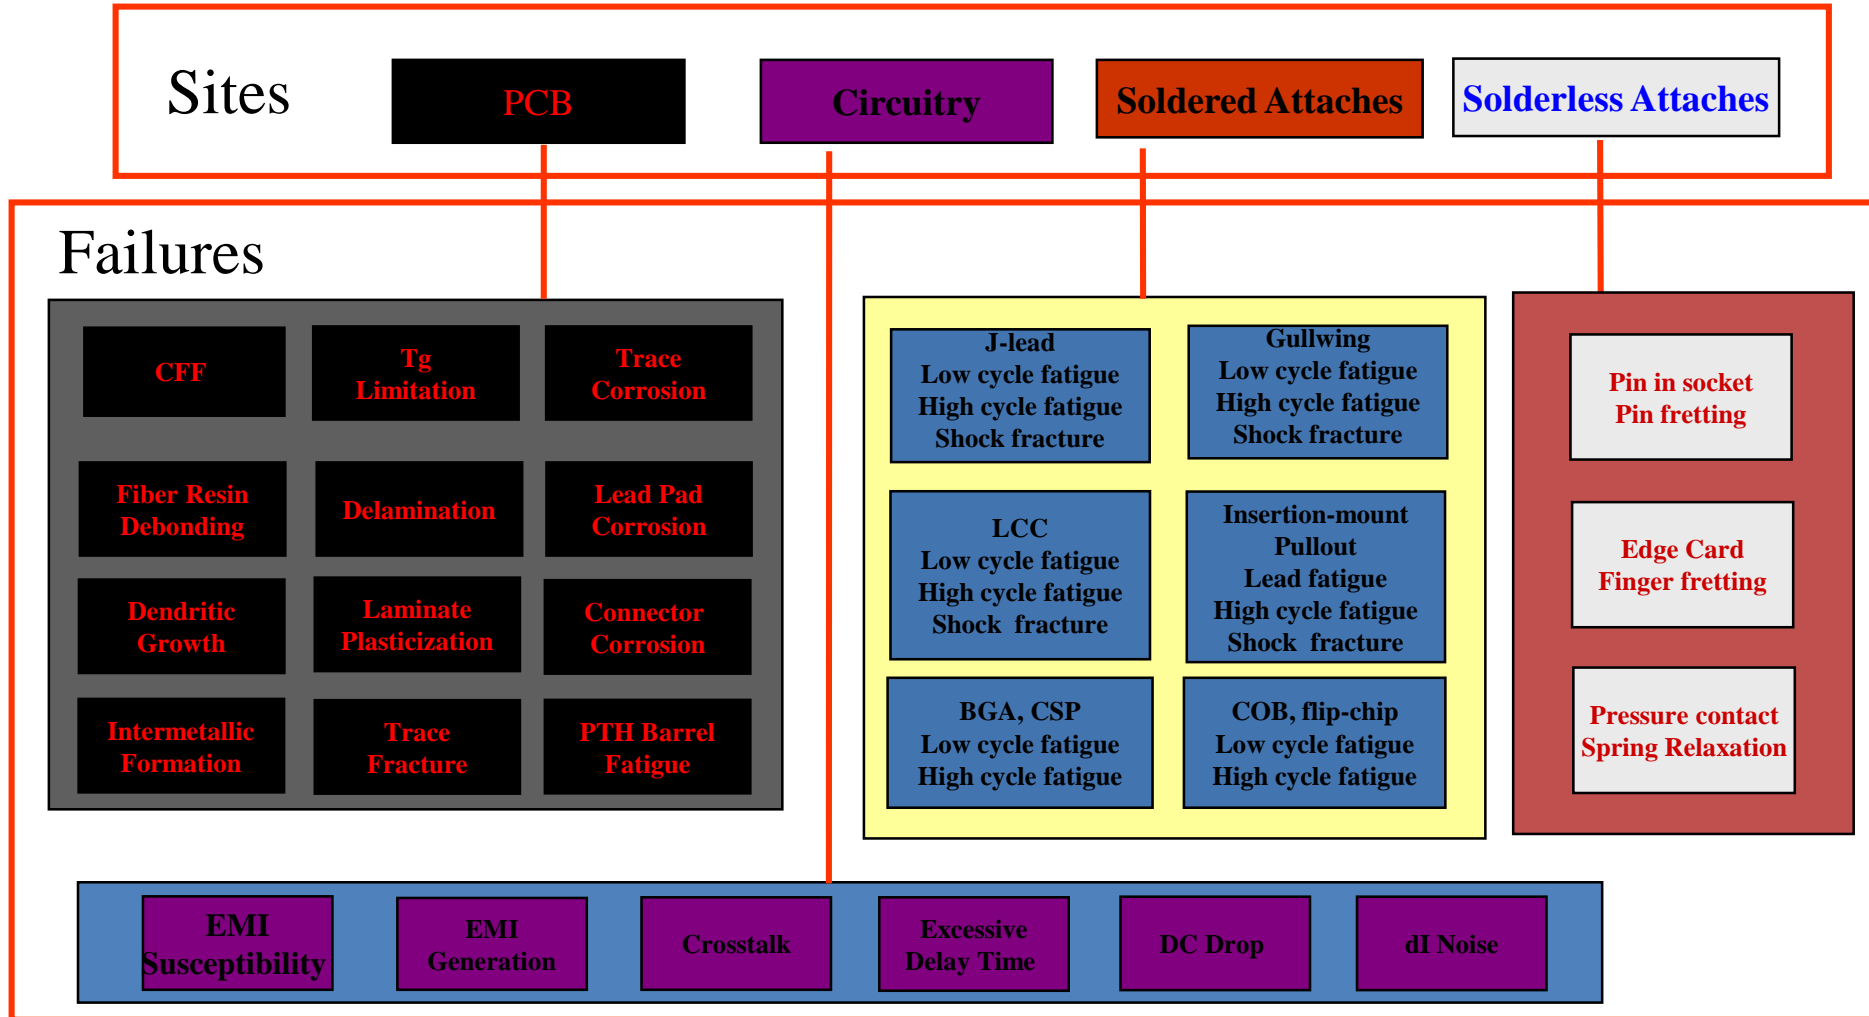 Sites
PCB
Circuitry
Soldered Attaches
Solderless Attaches
Failures
CFF
Tg
Limitation
Trace
Corrosion
Fiber Resin
Debonding
Delamination
Lead Pad
Corrosion
Dendritic
Growth
Laminate
Plasticization
Connector
Corrosion
Intermetallic
Formation
Trace
Fracture
PTH Barrel
Fatigue
J-lead
Low cycle fatigue
High cycle fatigue
Shock fracture
Gullwing
Low cycle fatigue
High cycle fatigue
Shock fracture
LCC
Low cycle fatigue
High cycle fatigue
Shock fracture
Insertion-mount
Pullout
Lead fatigue
High cycle fatigue
Shock fracture
BGA, CSP
Low cycle fatigue
High cycle fatigue
COB, flip-chip
Low cycle fatigue
High cycle fatigue
Pin in socket
Pin fretting
Edge Card
Finger fretting
Pressure contact
Spring Relaxation
EMI
Susceptibility
EMI
Generation
Crosstalk
Excessive
Delay Time
DC Drop
dI Noise